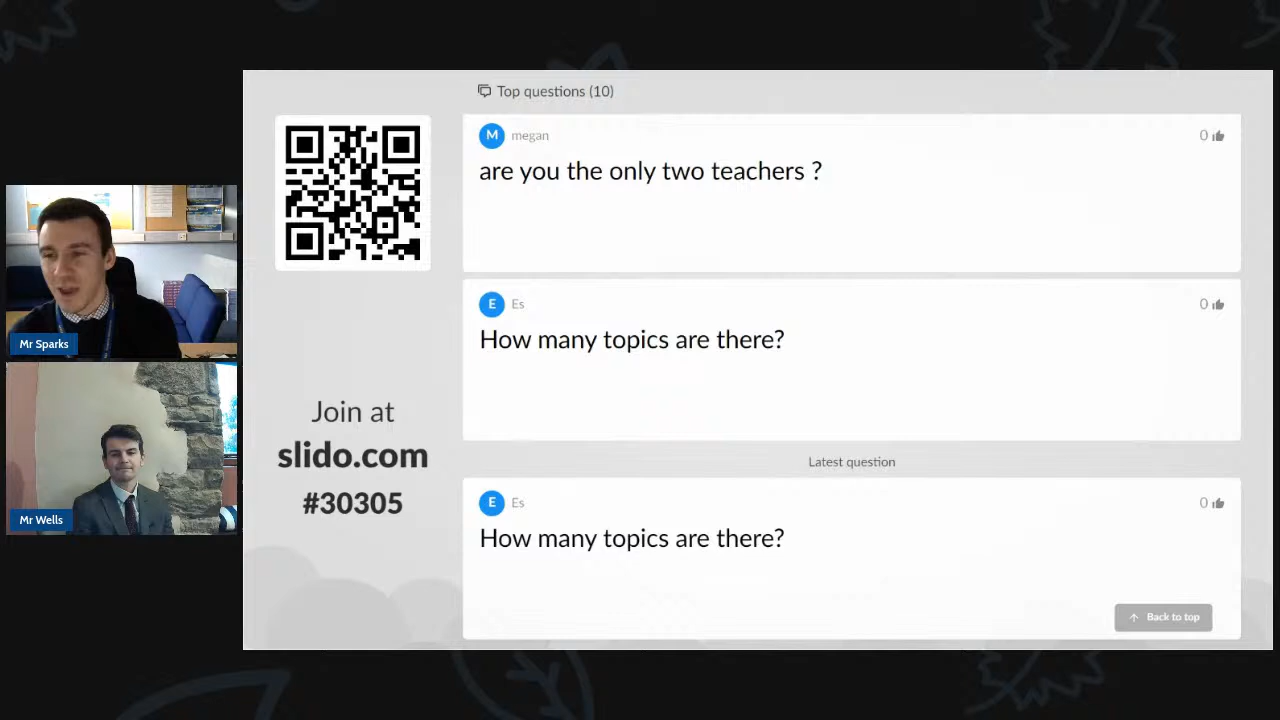 Top questions (10)
M megan 0
are you the only two teachers ?
E Es 0
How many topics are there?
Latest question
E Es 0
How many topics are there?
Back to top
Join at
slido.com
#30305
Mr Sparks
Mr Wells